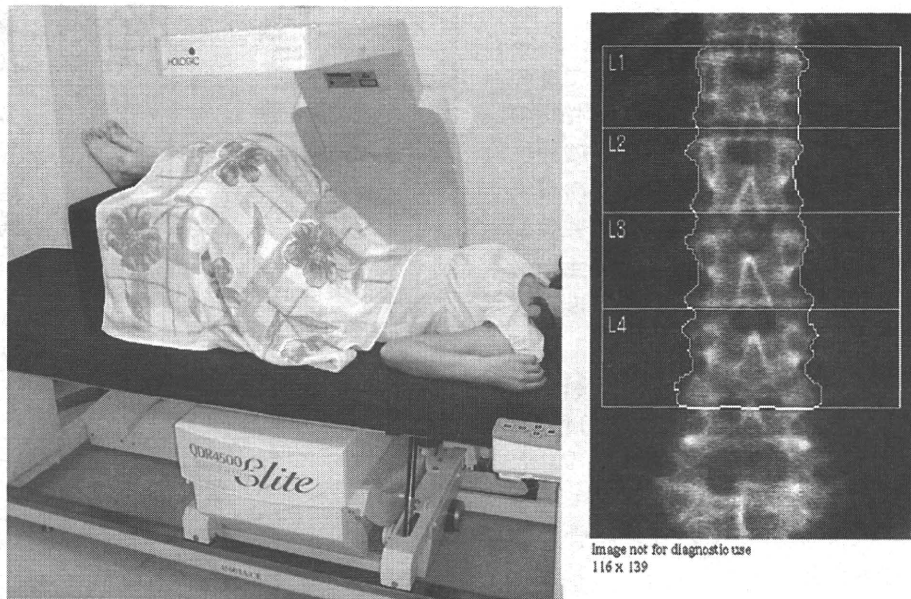 HOLOGIC
QDR4500
Elite
L1
L2
L3
L4
Image not for diagnostic use
116 x 139